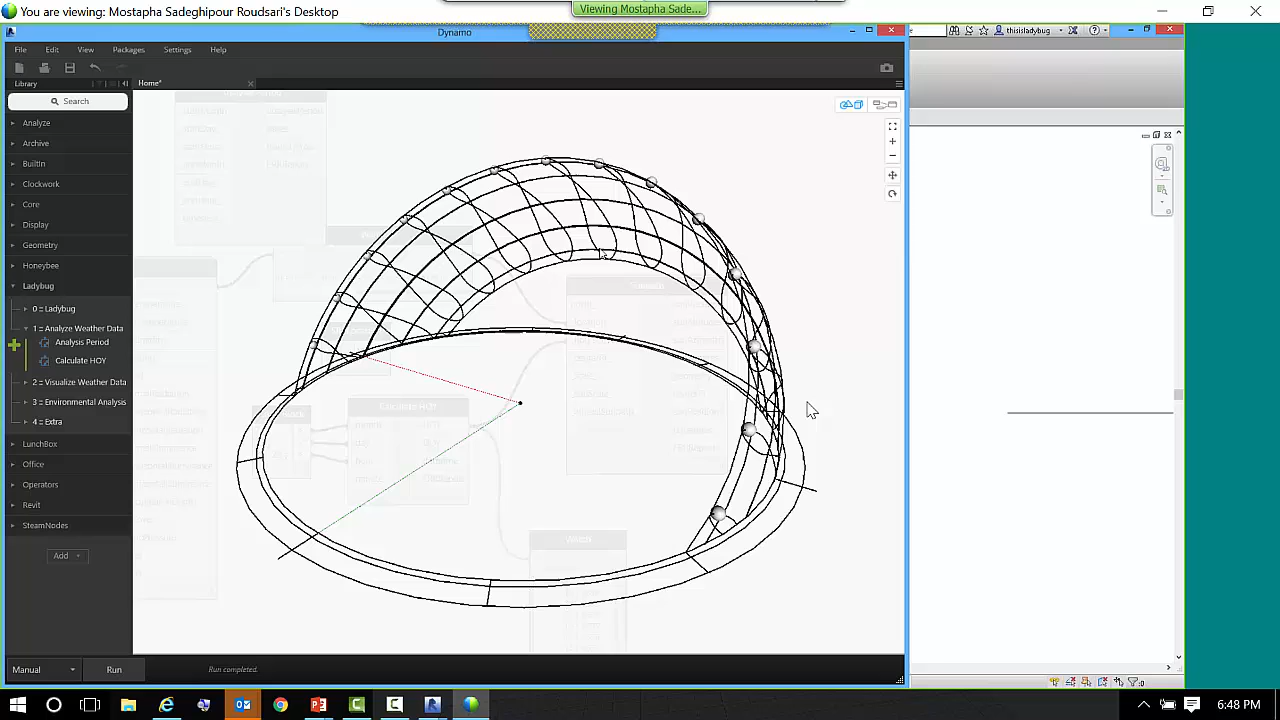 You are viewing: Mostapha Sadeghipour Roudsari's Desktop
Viewing Mostapha Sade...
Dynamo
thisisladybug
File Edit View Packages Settings Help
Library
Home*
Search
Analyze
Archive
BuiltIn
Clockwork
Core
Display
Geometry
Honeybee
Ladybug
0 :: Ladybug
1 :: Analyze Weather Data
Analysis Period
Calculate HOY
2 :: Visualize Weather Data
3 :: Environmental Analysis
4 :: Extra
LunchBox
Office
Operators
Revit
SteamNodes
Add
Calculate HOY
Manual
Run
Run completed.
6:48 PM